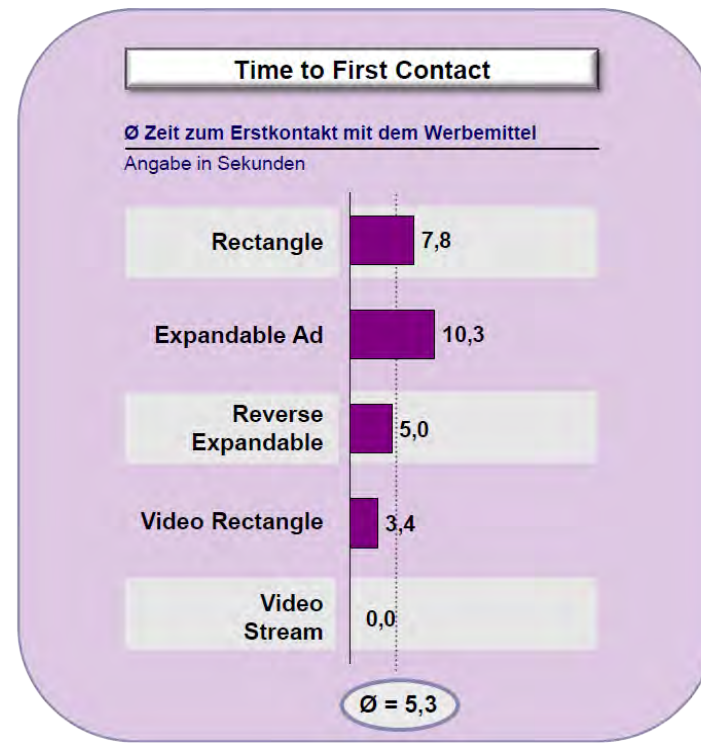 Time to First Contact
Ø Zeit zum Erstkontakt mit dem Werbemittel
Angabe in Sekunden
Rectangle 7,8
Expandable Ad 10,3
Reverse
Expandable 5,0
Video Rectangle 3,4
Video
Stream 0,0
Ø = 5,3